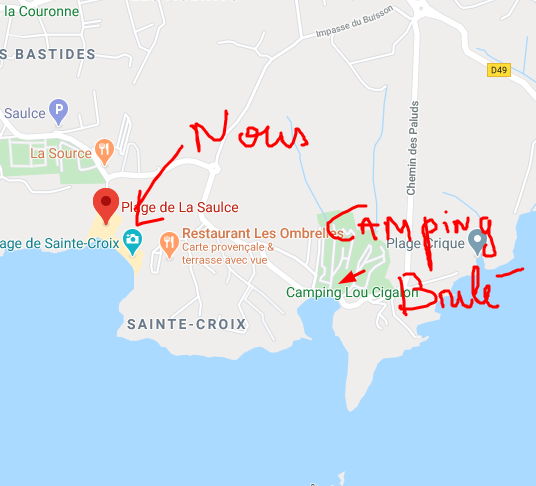 la Couronne
Impasse du Buisson
S BASTIDES
D49
Saulce
P
Nous
Chemin des Paluds
La Source
Plage de La Saulce
CAMPING
Restaurant Les Ombrelles
age de Sainte-Croix
Carte provençale &
terrasse avec vue
Plage Crique
Camping Lou Cigalon
Brulé
SAINTE-CROIX